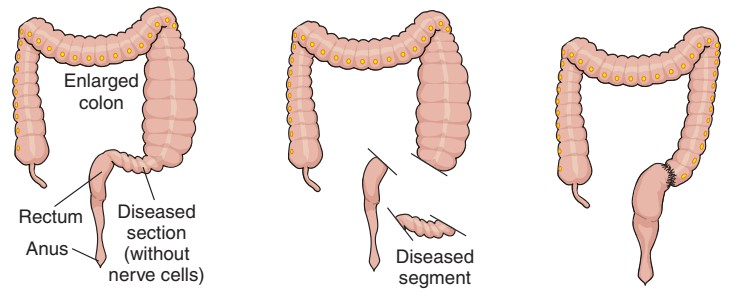 Enlarged
colon
Rectum
Anus
Diseased
section
(without
nerve cells)
Diseased
segment